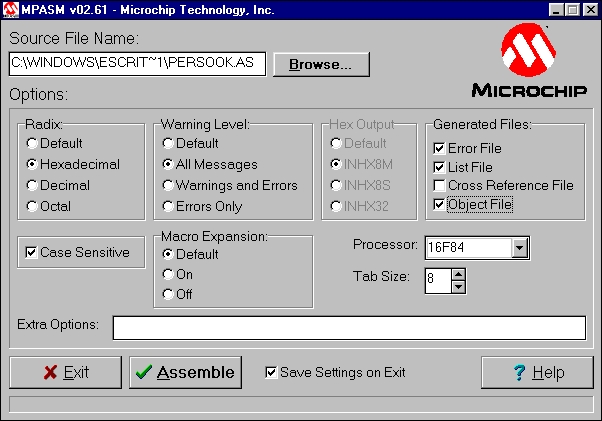 MPASM v02.61 - Microchip Technology, Inc.
Source File Name:
C:\WINDOWS\ESCRIT~1\PERSOOK.AS
Browse...
MICROCHIP
Options:
Radix:
Default
Hexadecimal
Decimal
Octal
Warning Level:
Default
All Messages
Warnings and Errors
Errors Only
Hex Output
Default
INHX8M
INHX8S
INHX32
Generated Files:
Error File
List File
Cross Reference File
Object File
Case Sensitive
Macro Expansion:
Default
On
Off
Processor: 16F84
Tab Size: 8
Extra Options:
Exit
Assemble
Save Settings on Exit
? Help